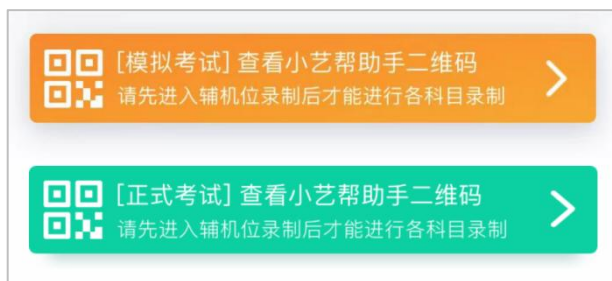 [模拟考试] 查看小艺帮助手二维码
请先进入辅机位录制后才能进行各科目录制
[正式考试] 查看小艺帮助手二维码
请先进入辅机位录制后才能进行各科目录制